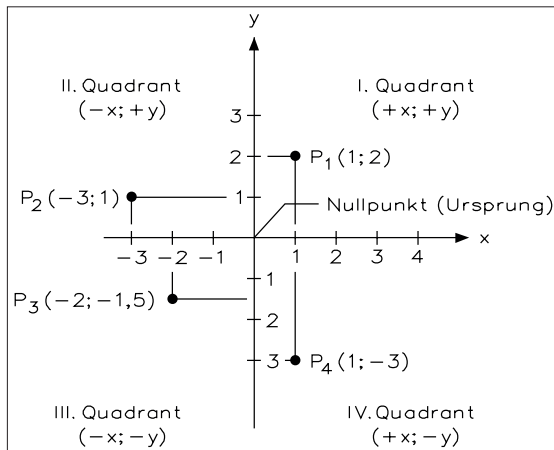 y
II. Quadrant
(−x; +y)
I. Quadrant
(+x; +y)
3
2
P₁ (1; 2)
P₂ (−3; 1)
1
Nullpunkt (Ursprung)
x
−3 −2 −1 1 2 3 4
1
P₃ (−2; −1,5)
2
3
P₄ (1; −3)
III. Quadrant
(−x; −y)
IV. Quadrant
(+x; −y)